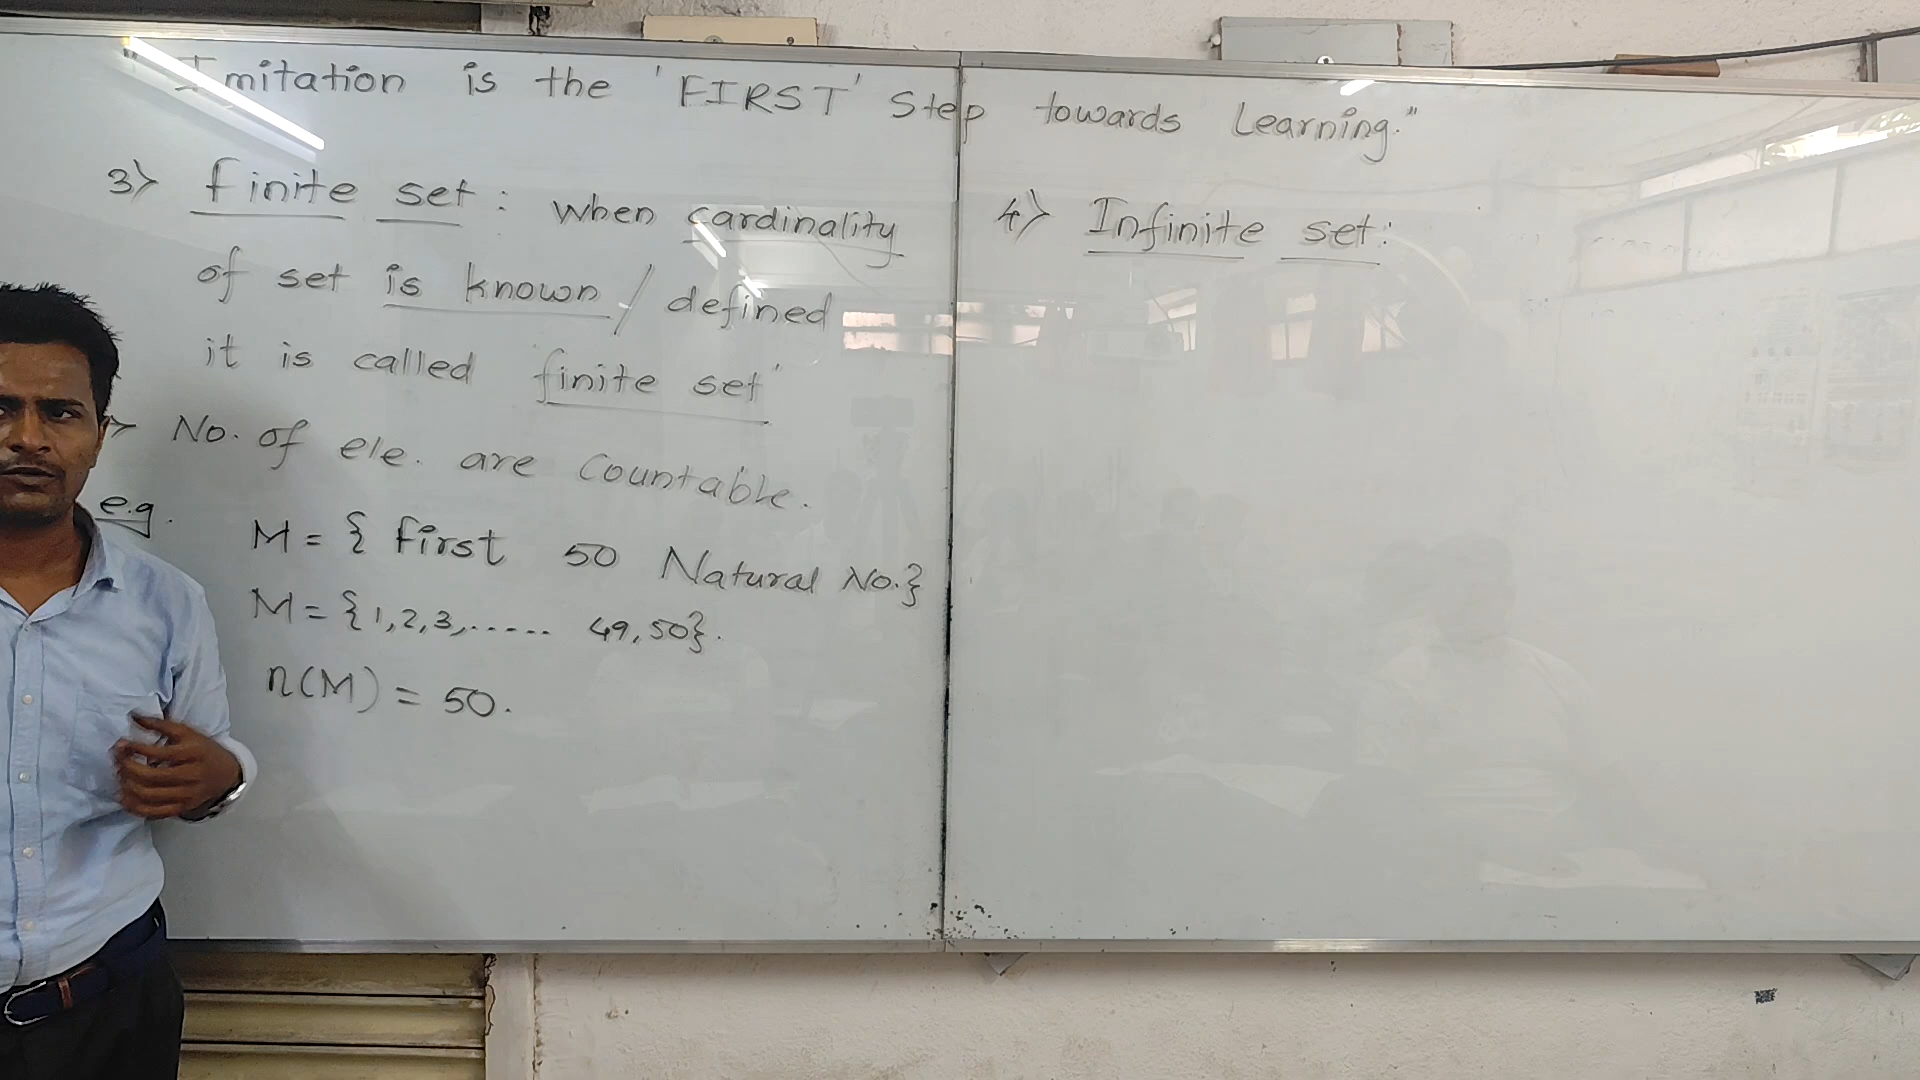 " Imitation is the 'FIRST' Step towards Learning."
3> finite set : when cardinality
of set is known / defined
it is called 'finite set'
> No. of ele. are Countable.
e.g.
M = { first 50 Natural No.}
M = {1,2,3,..... 49,50}.
n(M) = 50.
4> Infinite set: